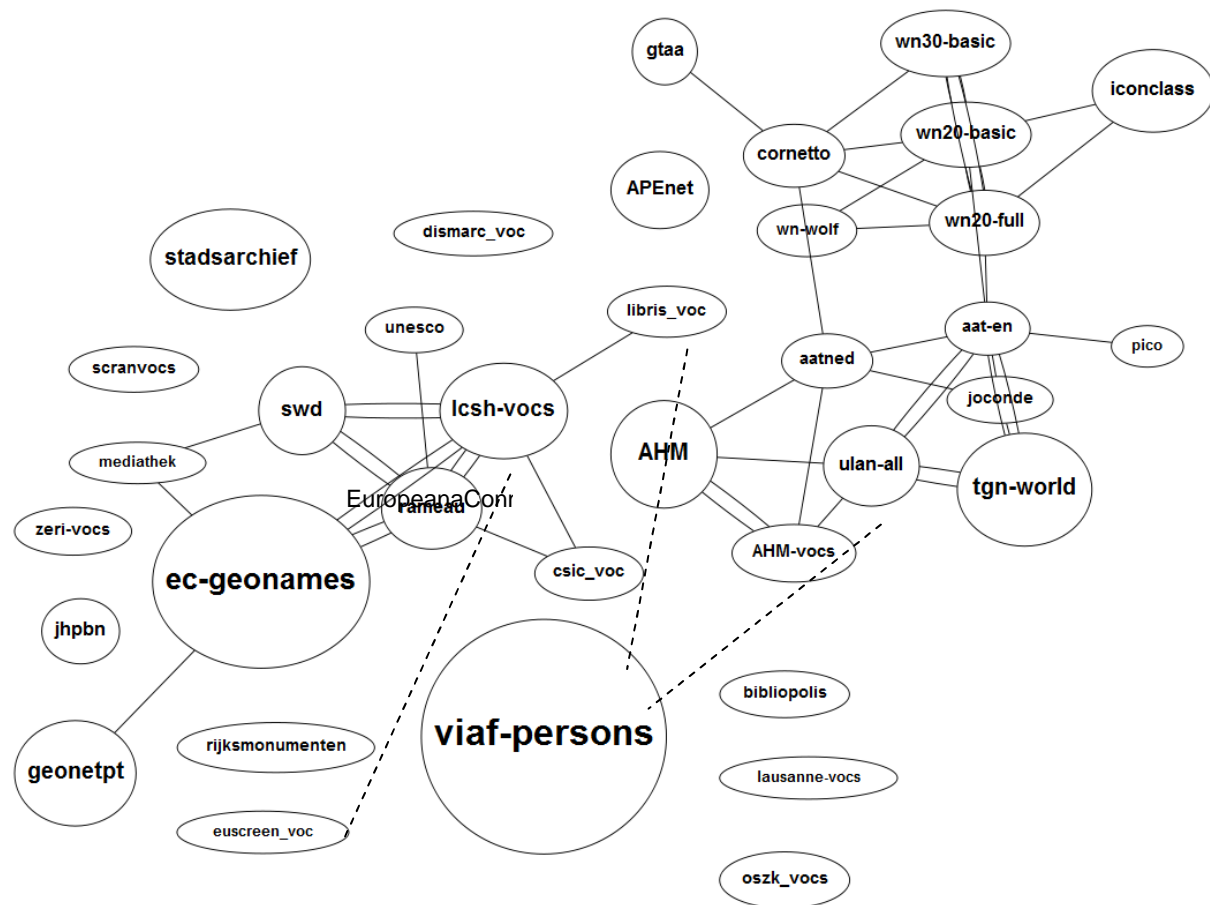 gtaa
wn30-basic
iconclass
wn20-basic
cornetto
APEnet
wn-wolf
wn20-full
dismarc_voc
stadsarchief
libris_voc
unesco
aat-en
pico
aatned
scranvocs
joconde
swd
lcsh-vocs
AHM
mediathek
ulan-all
tgn-world
EuropeanaConn
rameau
zeri-vocs
AHM-vocs
csic_voc
ec-geonames
jhpbn
bibliopolis
viaf-persons
rijksmonumenten
geonetpt
lausanne-vocs
euscreen_voc
oszk_vocs